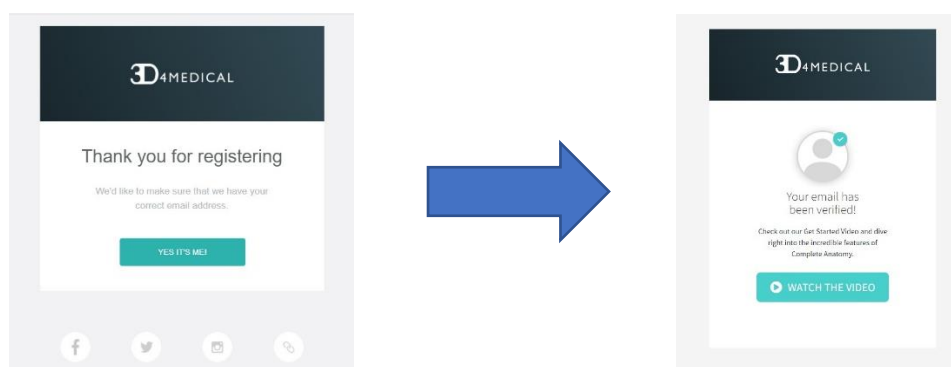 3D4MEDICAL
Thank you for registering
We'd like to make sure that we have your
correct email address.
YES IT'S ME!
3D4MEDICAL
Your email has
been verified!
Check out our Get Started Video and dive
right into the incredible features of
Complete Anatomy.
WATCH THE VIDEO